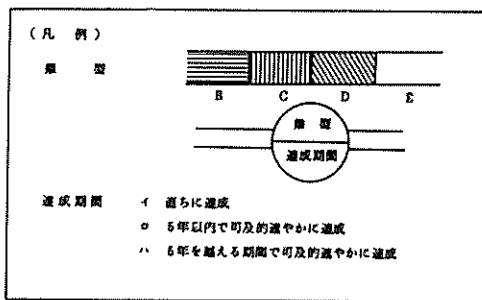 (凡 例)
類 型
B C D E
類 型
達成期間
達成期間 イ 直ちに達成
ロ 5年以内で可及的速やかに達成
ハ 5年を越える期間で可及的速やかに達成